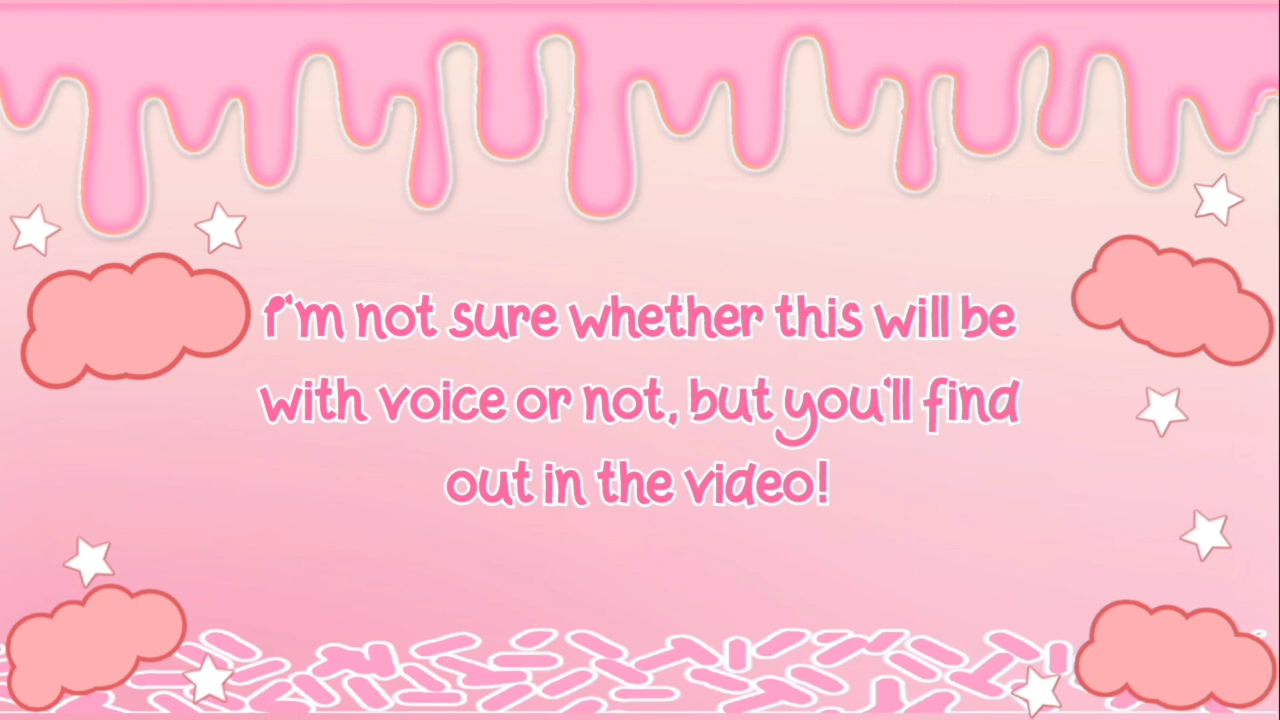 I'm not sure whether this will be
with voice or not, but you'll find
out in the video!